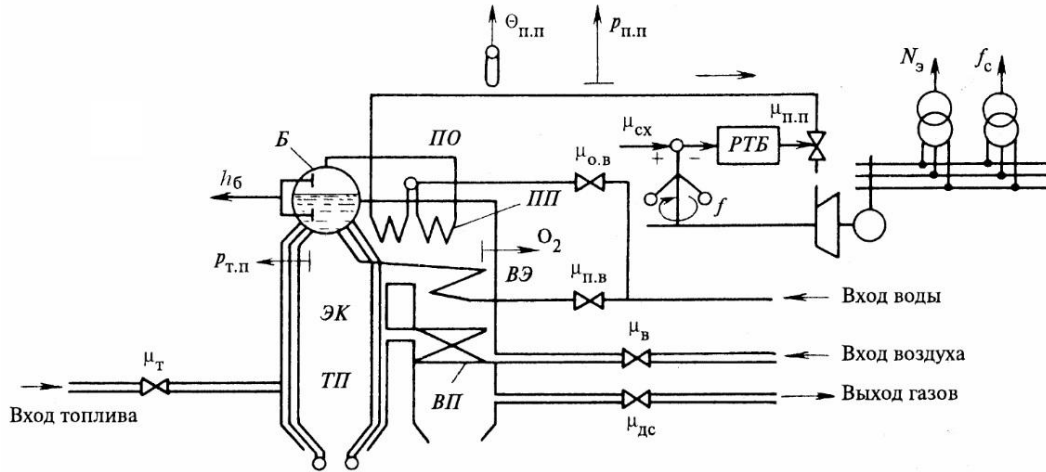 Θп.п
pп.п
Nэ
fс
μп.п
μсх
РТБ
+
−
Б
ПО
μо.в
hб
ПП
f
O2
pт.п
ВЭ
μп.в
Вход воды
ЭК
μв
Вход воздуха
μт
ТП
ВП
Выход газов
Вход топлива
μдс